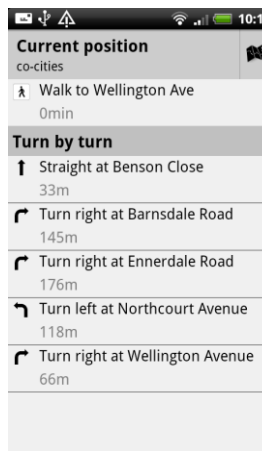 10:1
Current position
co-cities
Walk to Wellington Ave
0min
Turn by turn
Straight at Benson Close
33m
Turn right at Barnsdale Road
145m
Turn right at Ennerdale Road
176m
Turn left at Northcourt Avenue
118m
Turn right at Wellington Avenue
66m